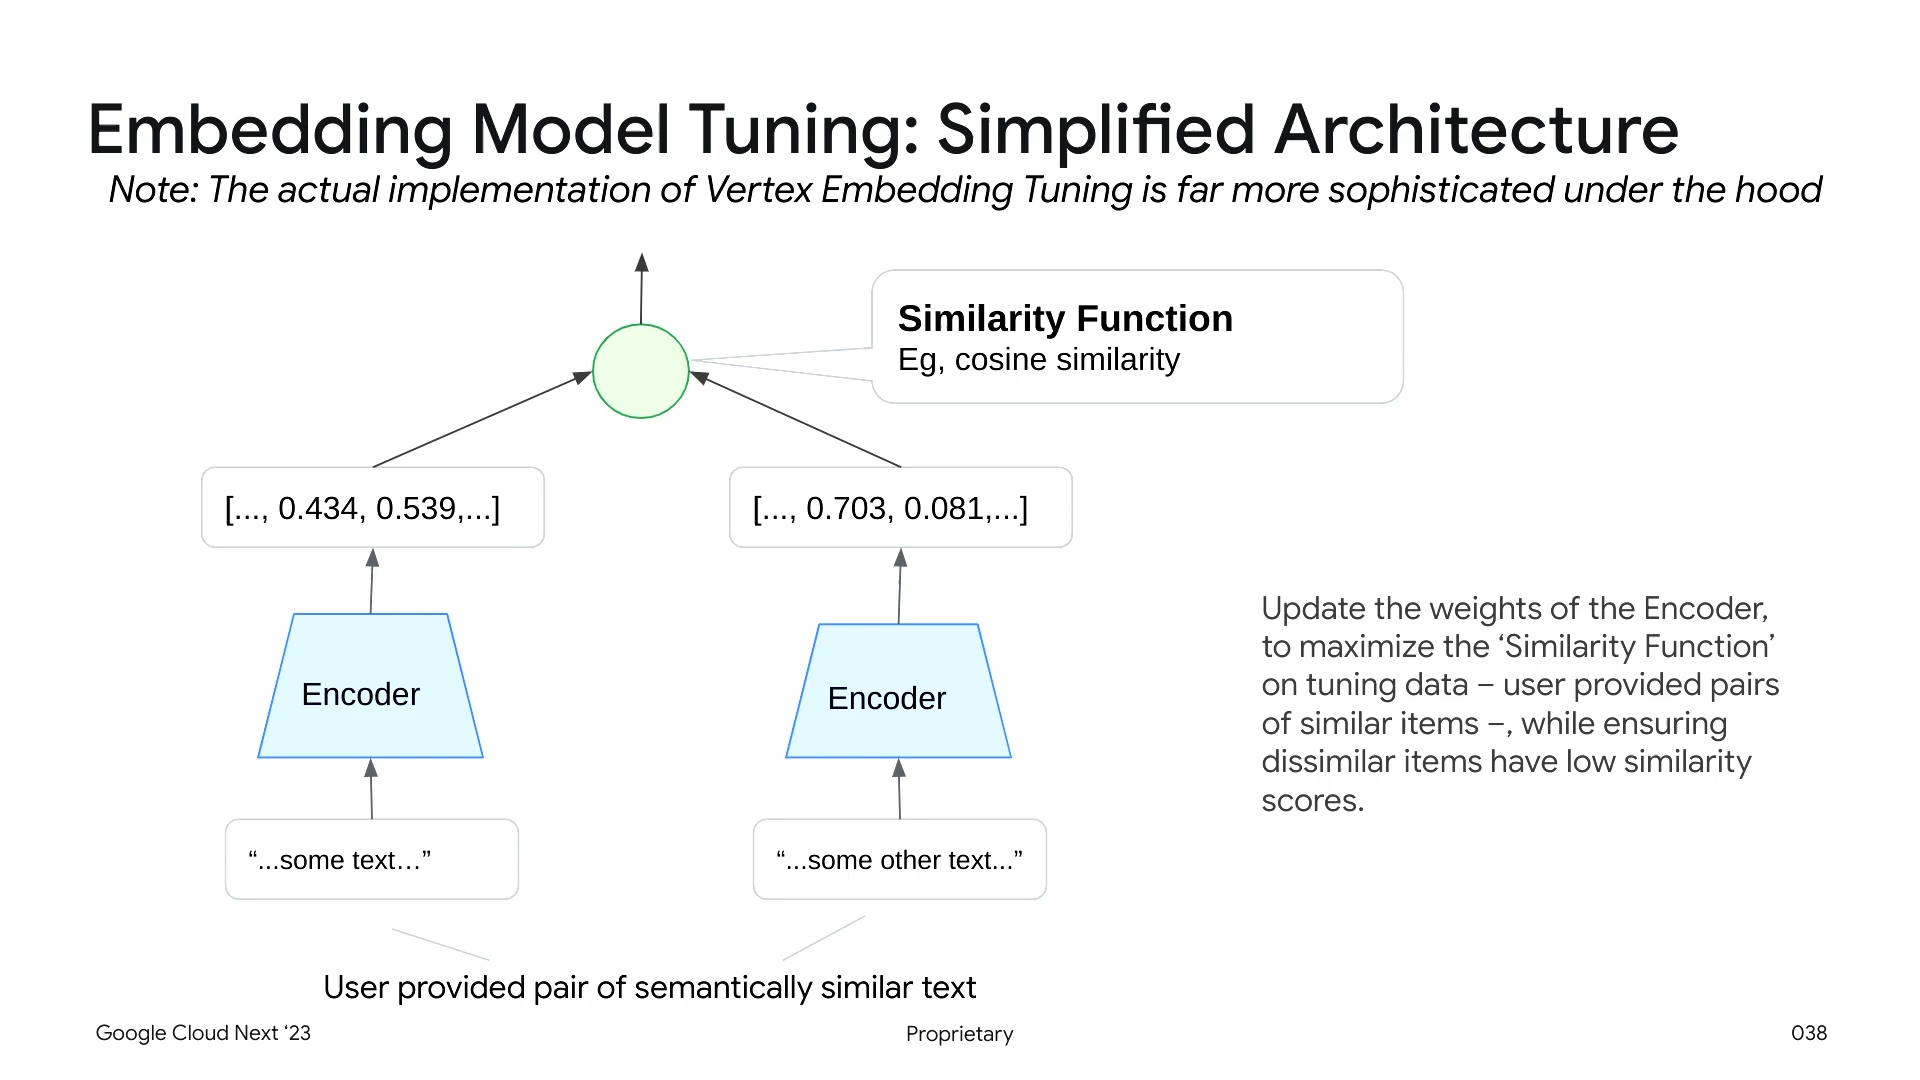 Embedding Model Tuning: Simplified Architecture
Note: The actual implementation of Vertex Embedding Tuning is far more sophisticated under the hood
Similarity Function
Eg, cosine similarity
[..., 0.434, 0.539,...]
[..., 0.703, 0.081,...]
Encoder
Encoder
“...some text…”
“...some other text...”
User provided pair of semantically similar text
Update the weights of the Encoder,
to maximize the ‘Similarity Function’
on tuning data – user provided pairs
of similar items –, while ensuring
dissimilar items have low similarity
scores.
Google Cloud Next ‘23
Proprietary
038